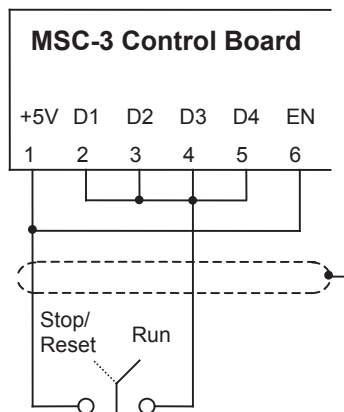 MSC-3 Control Board
+5V D1 D2 D3 D4 EN
1 2 3 4 5 6
Stop/
Reset
Run